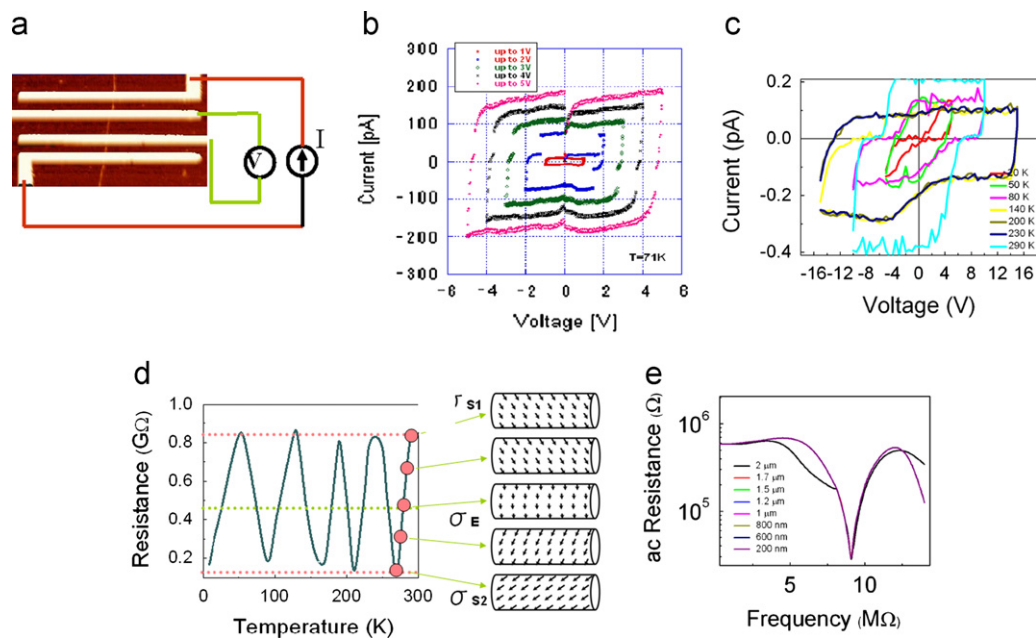 a
V
I
b
up to 1V
up to 2V
up to 3V
up to 4V
up to 5V
Current [pA]
300
200
100
0
-100
-200
-300
T=71K
-6 -4 -2 0 2 4 6
Voltage [V]
c
Current (pA)
0.2
0.0
-0.2
-0.4
20 K
50 K
80 K
140 K
200 K
230 K
290 K
-16 -12 -8 -4 0 4 8 12 16
Voltage (V)
d
Resistance (GΩ)
1.0
0.8
0.6
0.4
0.2
0 100 200 300 400
Temperature (K)
r S1
σ E
σ S2
e
ac Resistance (Ω)
10⁶
10⁵
2 μm
1.7 μm
1.5 μm
1.2 μm
1 μm
800 nm
600 nm
200 nm
5 10
Frequency (MΩ)